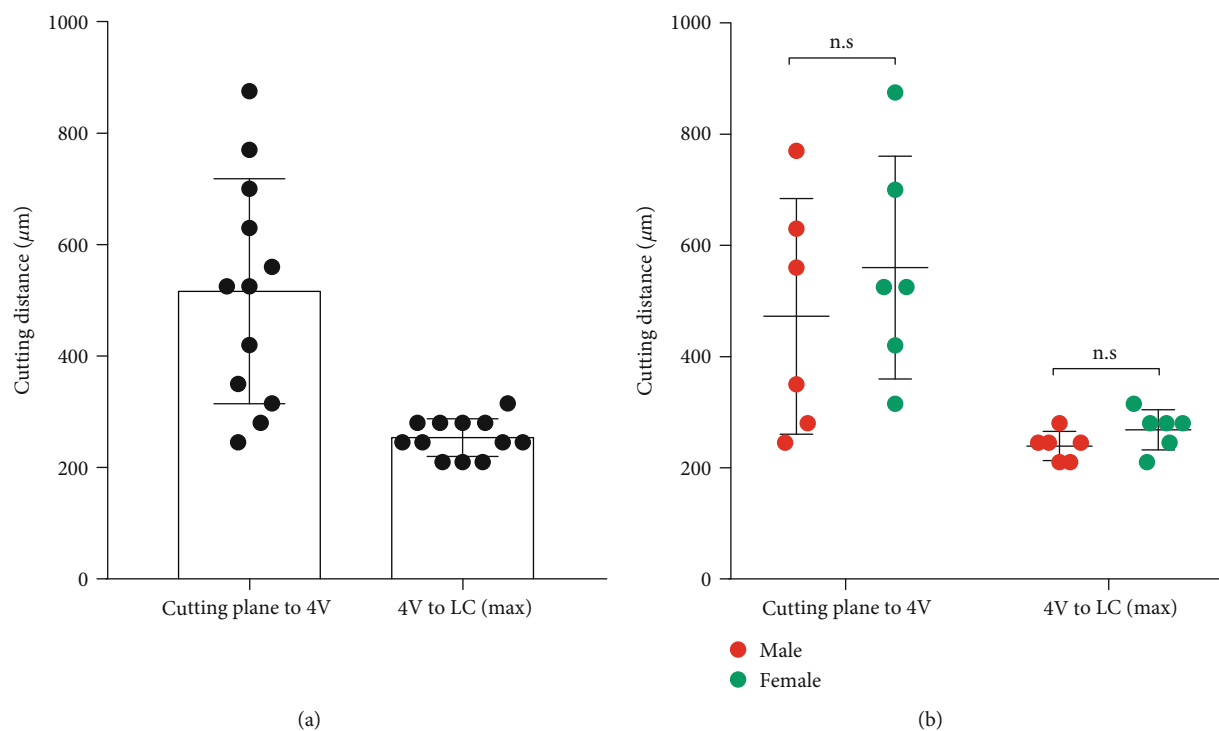 1000
800
600
400
200
0
Cutting distance (μm)
Cutting plane to 4V
4V to LC (max)
(a)
1000
800
600
400
200
0
Cutting distance (μm)
n.s
n.s
Cutting plane to 4V
4V to LC (max)
Male
Female
(b)